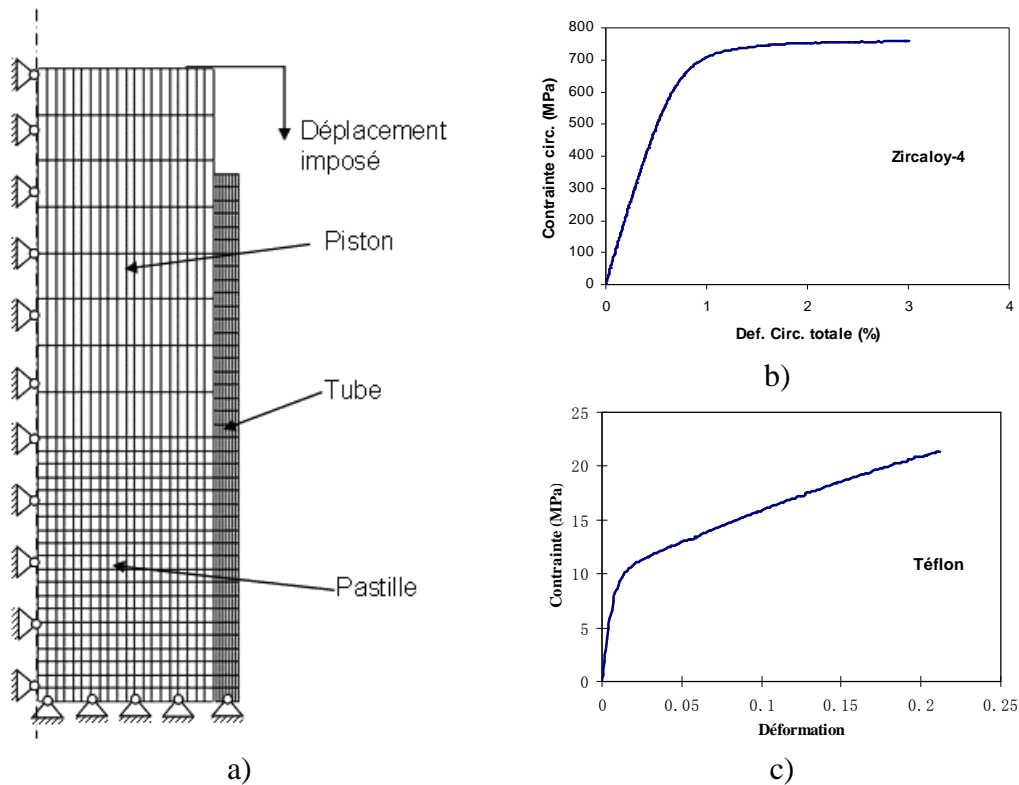 Déplacement
imposé
Piston
Tube
Pastille
a)
Contrainte circ. (MPa)
800
700
600
500
400
300
200
100
0
Zircaloy-4
0 1 2 3 4
Def. Circ. totale (%)
b)
Contrainte (MPa)
25
20
15
10
5
0
Téflon
0 0.05 0.1 0.15 0.2 0.25
Déformation
c)